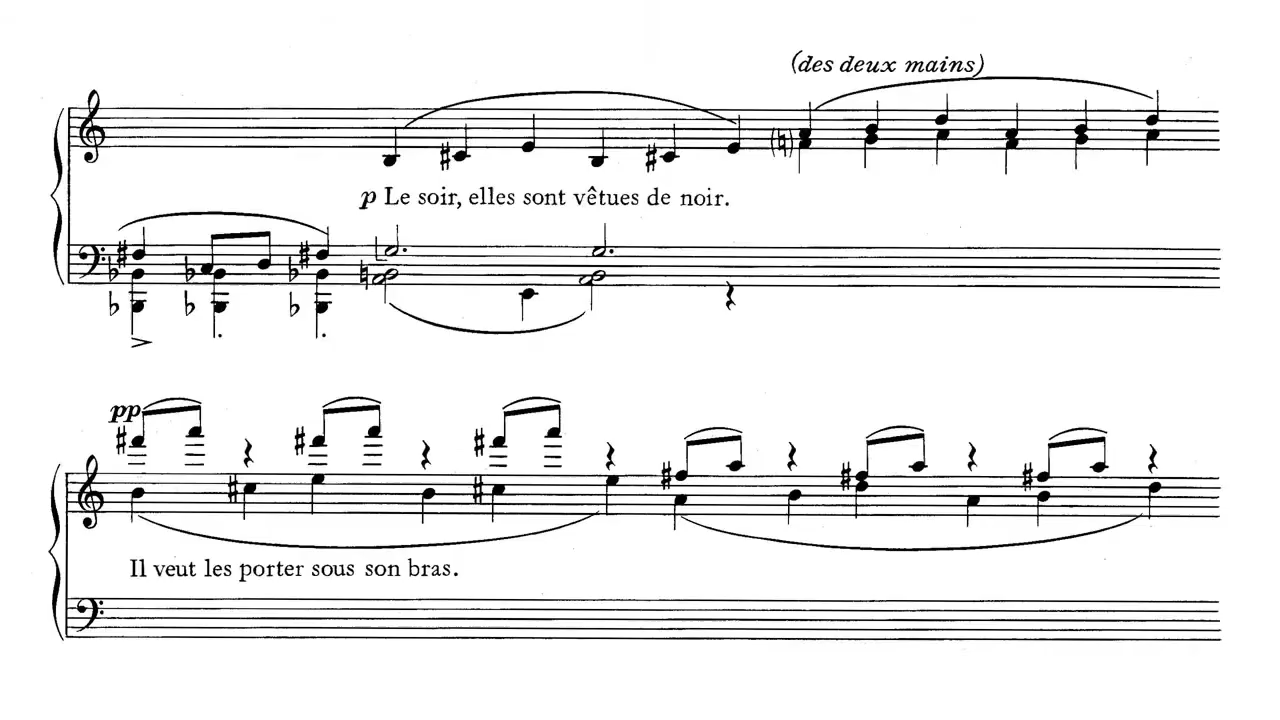 (des deux mains)
p Le soir, elles sont vêtues de noir.
pp
Il veut les porter sous son bras.